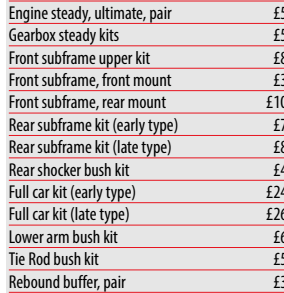 Engine steady, ultimate, pair £5
Gearbox steady kits £5
Front subframe upper kit £8
Front subframe, front mount £3
Front subframe, rear mount £10
Rear subframe kit (early type) £7
Rear subframe kit (late type) £8
Rear shocker bush kit £4
Full car kit (early type) £24
Full car kit (late type) £26
Lower arm bush kit £6
Tie Rod bush kit £5
Rebound buffer, pair £3